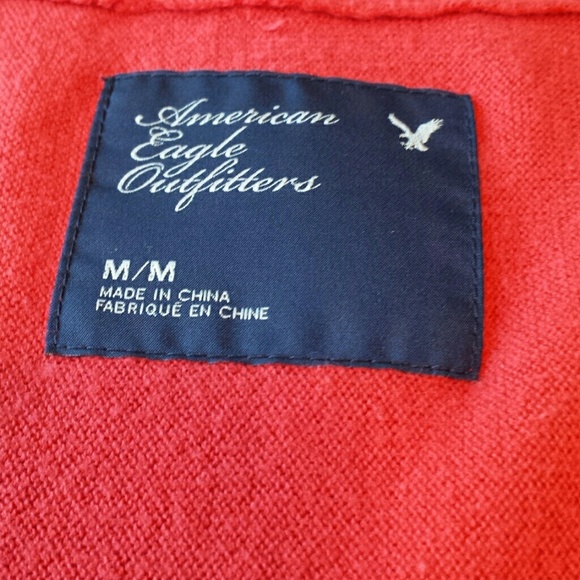 American
Eagle
Outfitters
M/M
MADE IN CHINA
FABRIQUÉ EN CHINE